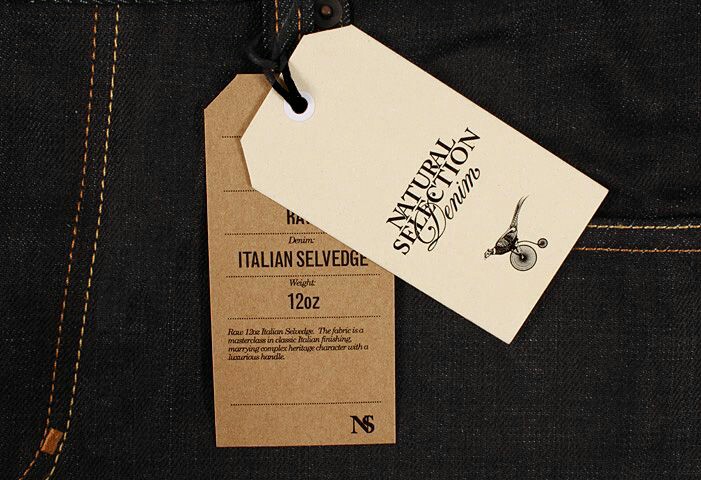 NATURAL
SELECTION
Denim
Denim:
ITALIAN SELVEDGE
Weight:
12oz
Raw 12oz Italian Selvedge. The fabric is a
masterclass in classic Italian finishing,
marrying complex heritage character with a
luxurious handle.
NS